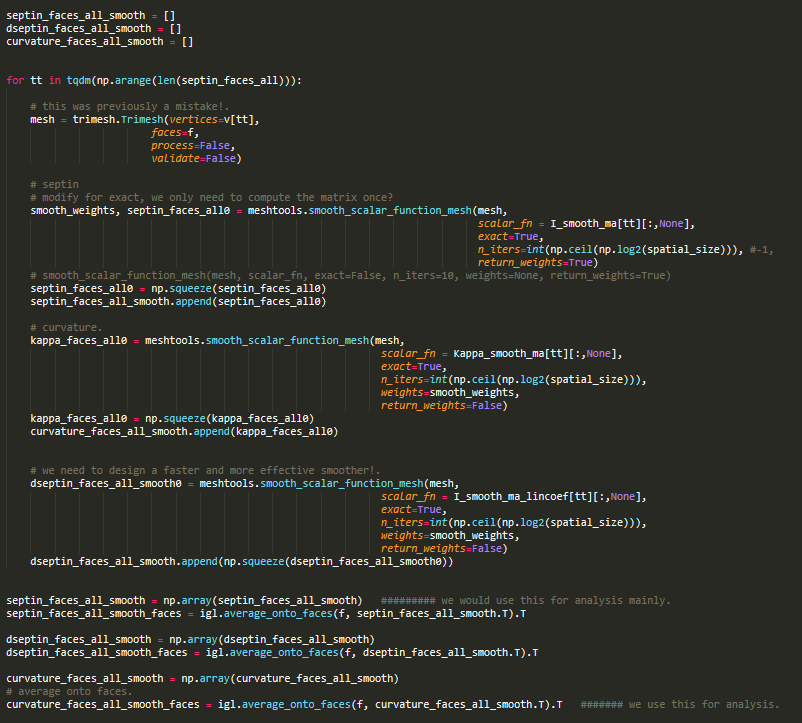 septin_faces_all_smooth = []
dseptin_faces_all_smooth = []
curvature_faces_all_smooth = []
for tt in tqdm(np.arange(len(septin_faces_all))):
# this was previously a mistake!.
mesh = trimesh.Trimesh(vertices=v[tt],
faces=f,
process=False,
validate=False)
# septin
# modify for exact, we only need to compute the matrix once?
smooth_weights, septin_faces_all0 = meshtools.smooth_scalar_function_mesh(mesh,
scalar_fn = I_smooth_ma[tt][:,None],
exact=True,
n_iters=int(np.ceil(np.log2(spatial_size))), #-1,
return_weights=True)
# smooth_scalar_function_mesh(mesh, scalar_fn, exact=False, n_iters=10, weights=None, return_weights=True)
septin_faces_all0 = np.squeeze(septin_faces_all0)
septin_faces_all_smooth.append(septin_faces_all0)
# curvature.
kappa_faces_all0 = meshtools.smooth_scalar_function_mesh(mesh,
scalar_fn = Kappa_smooth_ma[tt][:,None],
exact=True,
n_iters=int(np.ceil(np.log2(spatial_size))),
weights=smooth_weights,
return_weights=False)
kappa_faces_all0 = np.squeeze(kappa_faces_all0)
curvature_faces_all_smooth.append(kappa_faces_all0)
# we need to design a faster and more effective smoother!.
dseptin_faces_all_smooth0 = meshtools.smooth_scalar_function_mesh(mesh,
scalar_fn = I_smooth_ma_lincoef[tt][:,None],
exact=True,
n_iters=int(np.ceil(np.log2(spatial_size))),
weights=smooth_weights,
return_weights=False)
dseptin_faces_all_smooth.append(np.squeeze(dseptin_faces_all_smooth0))
septin_faces_all_smooth = np.array(septin_faces_all_smooth) ######### we would use this for analysis mainly.
septin_faces_all_smooth_faces = igl.average_onto_faces(f, septin_faces_all_smooth.T).T
dseptin_faces_all_smooth = np.array(dseptin_faces_all_smooth)
dseptin_faces_all_smooth_faces = igl.average_onto_faces(f, dseptin_faces_all_smooth.T).T
curvature_faces_all_smooth = np.array(curvature_faces_all_smooth)
# average onto faces.
curvature_faces_all_smooth_faces = igl.average_onto_faces(f, curvature_faces_all_smooth.T).T ####### we use this for analysis.